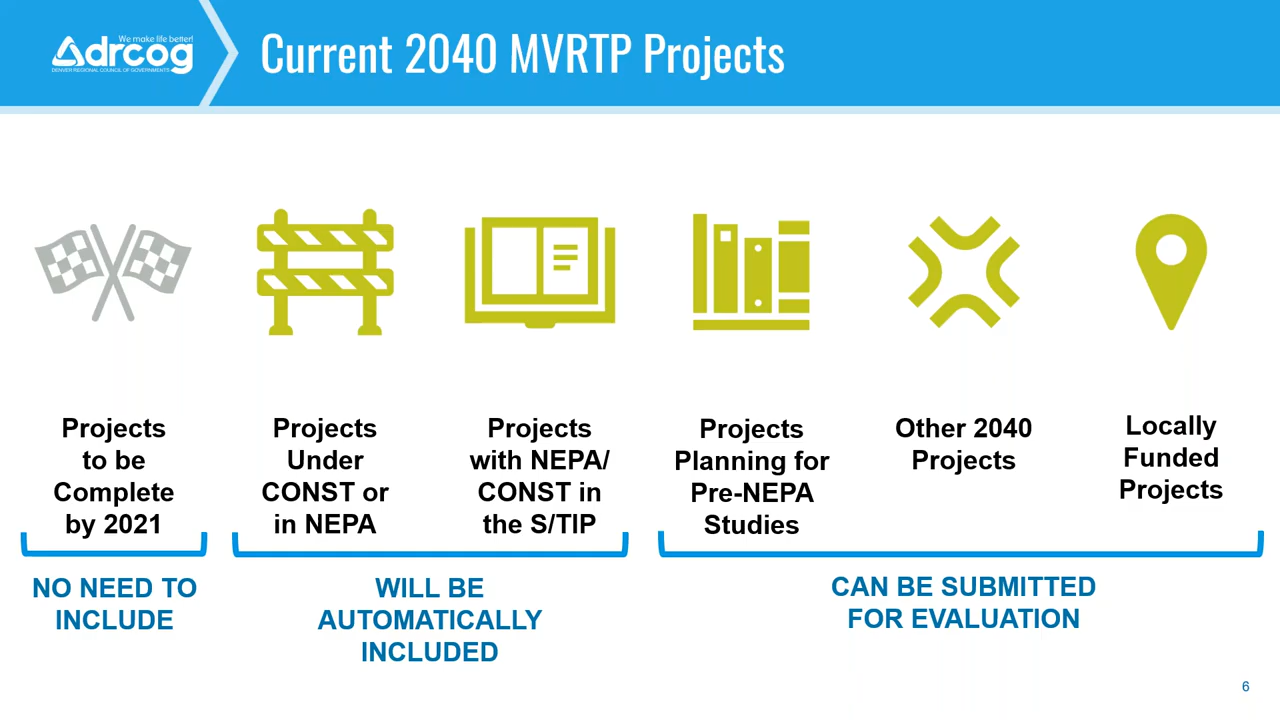 We make life better!
drcog
DENVER REGIONAL COUNCIL OF GOVERNMENTS
Current 2040 MVRTP Projects
Projects
to be
Complete
by 2021
Projects
Under
CONST or
in NEPA
Projects
with NEPA/
CONST in
the S/TIP
Projects
Planning for
Pre-NEPA
Studies
Other 2040
Projects
Locally
Funded
Projects
NO NEED TO
INCLUDE
WILL BE
AUTOMATICALLY
INCLUDED
CAN BE SUBMITTED
FOR EVALUATION
6